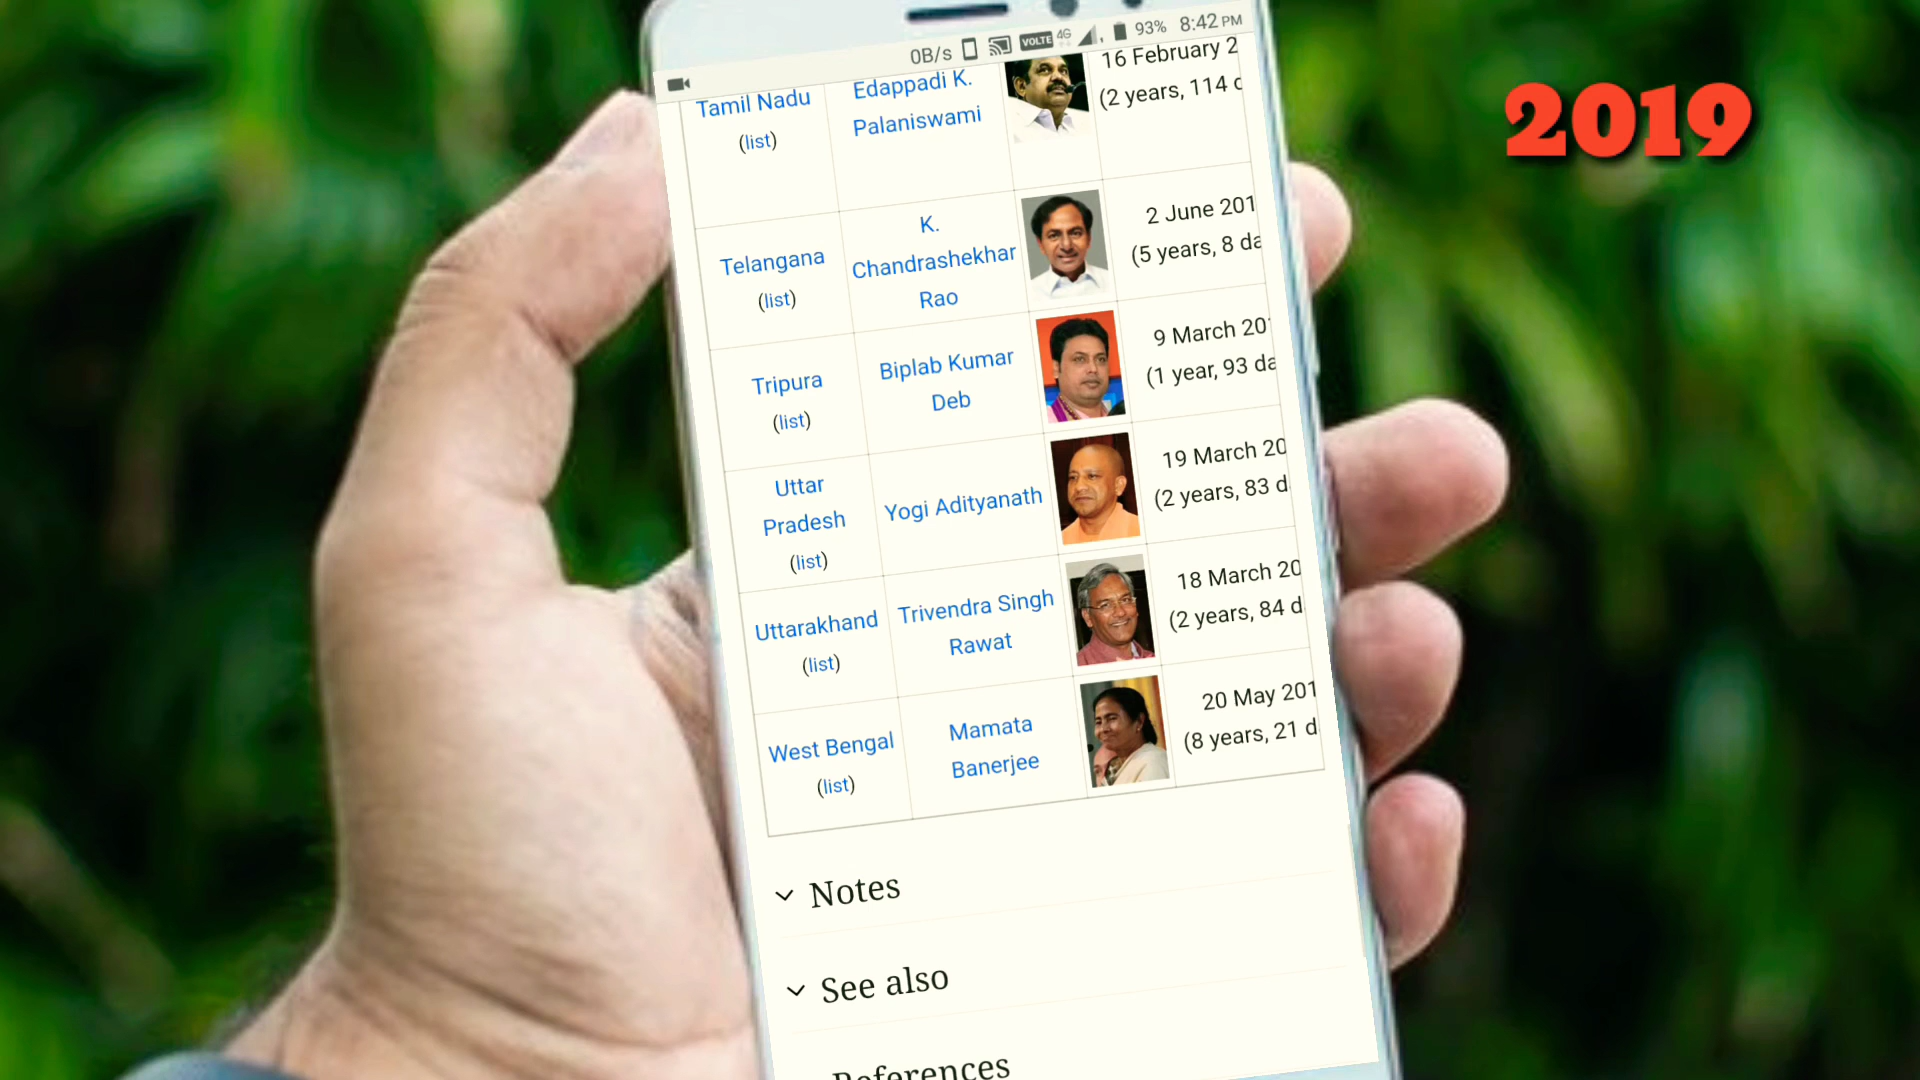 0B/s VOLTE 4G 93% 8:42 PM
2019
Tamil Nadu
(list)
Edappadi K.
Palaniswami
16 February 2
(2 years, 114 d
Telangana
(list)
K.
Chandrashekhar
Rao
2 June 201
(5 years, 8 da
Tripura
(list)
Biplab Kumar
Deb
9 March 20
(1 year, 93 da
Uttar
Pradesh
(list)
Yogi Adityanath
19 March 20
(2 years, 83 d
Uttarakhand
(list)
Trivendra Singh
Rawat
18 March 20
(2 years, 84 d
West Bengal
(list)
Mamata
Banerjee
20 May 201
(8 years, 21 d
Notes
See also
References